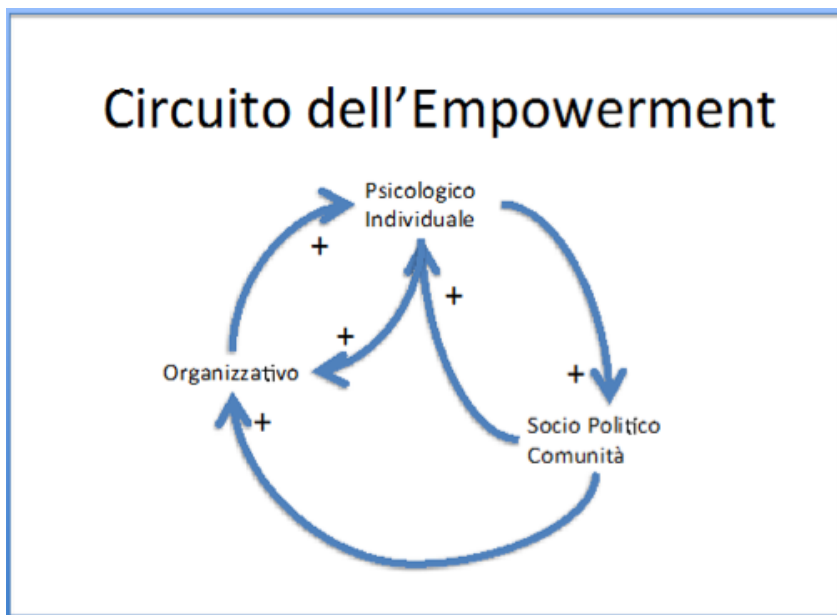 Circuito dell’Empowerment
Psicologico
Individuale
+
+
+
Organizzativo
+
+
Socio Politico
Comunità